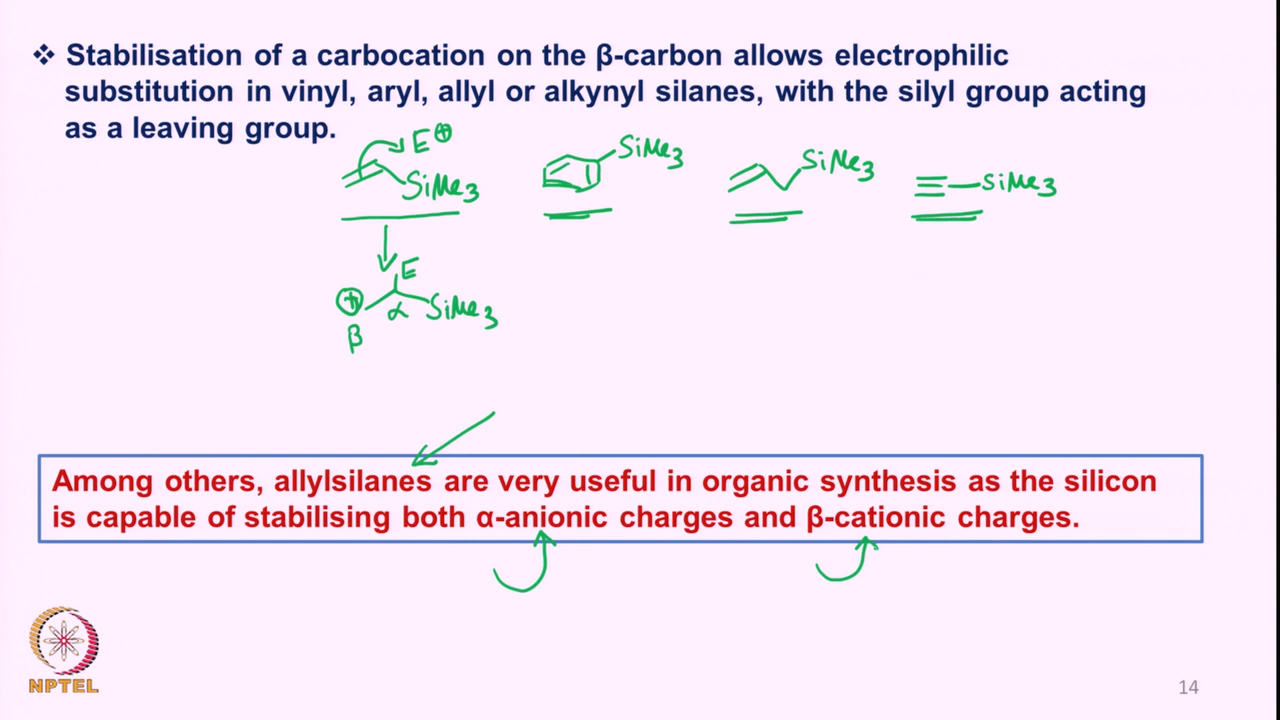 ❖ Stabilisation of a carbocation on the β-carbon allows electrophilic
substitution in vinyl, aryl, allyl or alkynyl silanes, with the silyl group acting
as a leaving group.
E⊕
SiMe3
SiMe3
SiMe3
SiMe3
E
⊕
α
SiMe3
β
Among others, allylsilanes are very useful in organic synthesis as the silicon
is capable of stabilising both α-anionic charges and β-cationic charges.
NPTEL
14